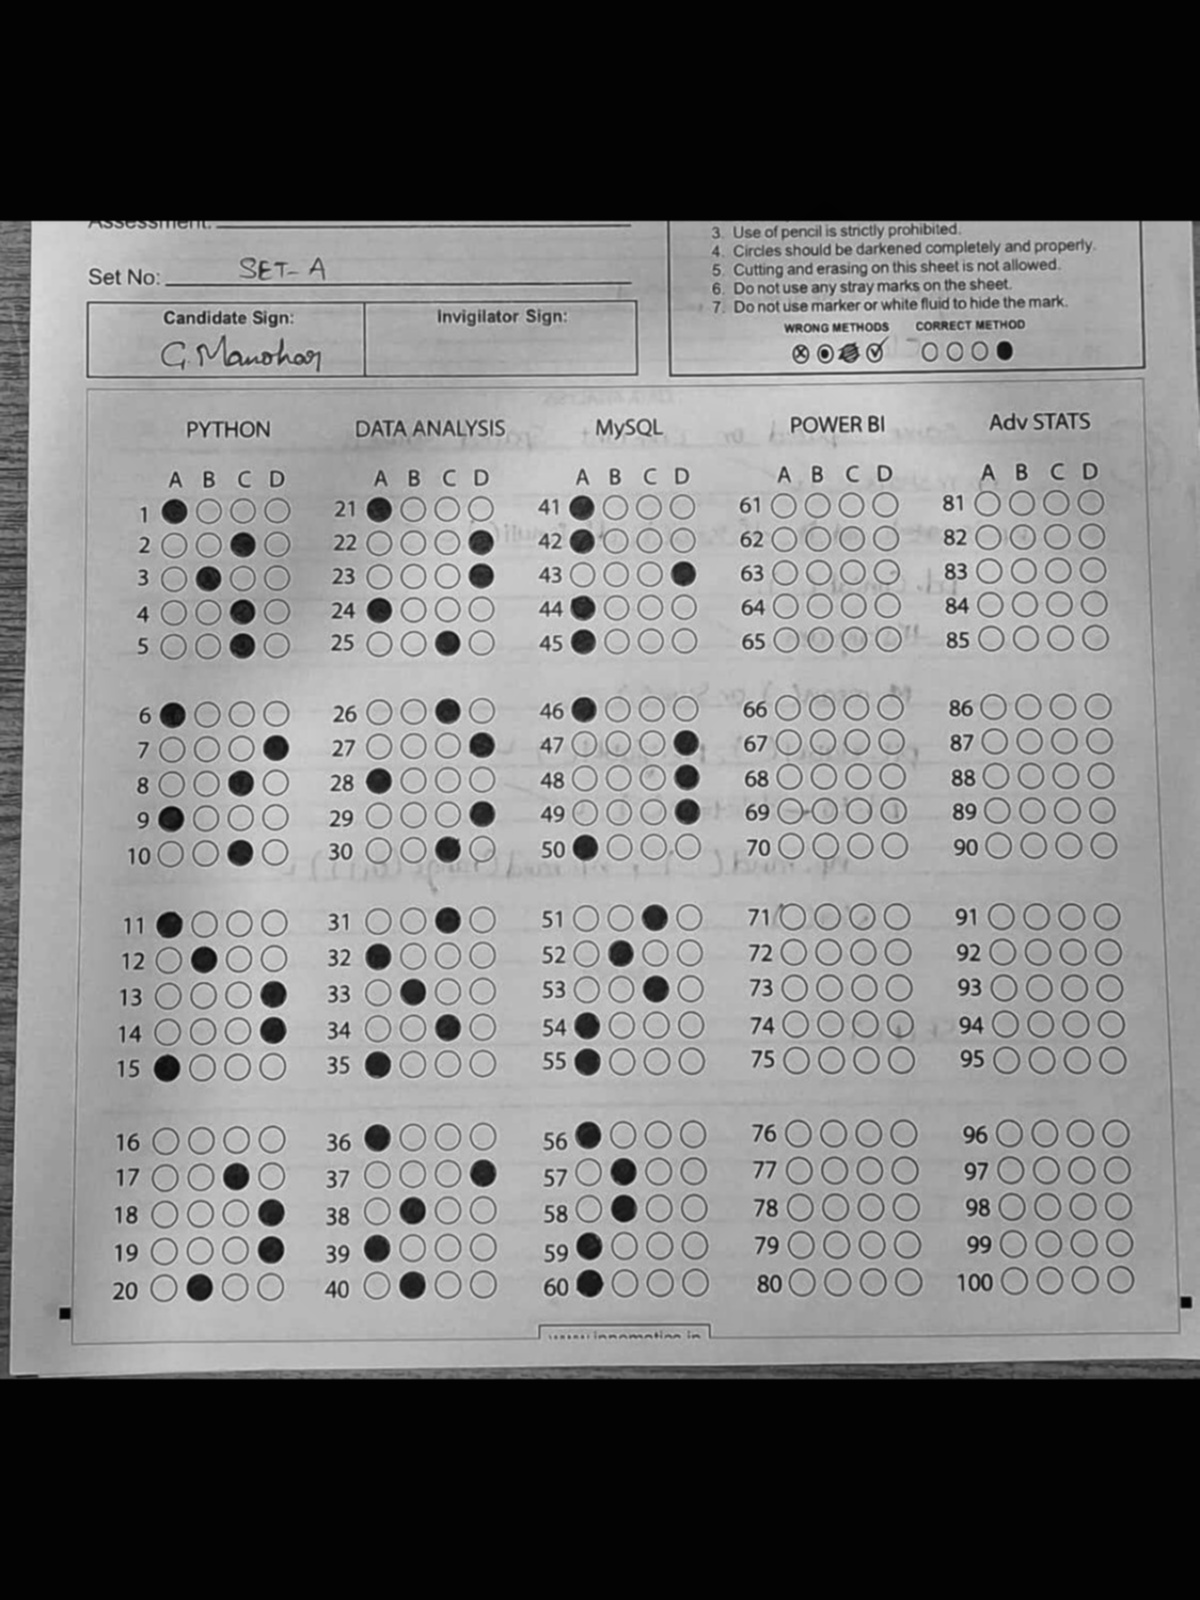 Assessment:
Set No: SET-A
Candidate Sign:
G. Manohar
Invigilator Sign:
3. Use of pencil is strictly prohibited.
4. Circles should be darkened completely and properly.
5. Cutting and erasing on this sheet is not allowed.
6. Do not use any stray marks on the sheet.
7. Do not use marker or white fluid to hide the mark.
WRONG METHODS CORRECT METHOD
PYTHON DATA ANALYSIS MySQL POWER BI Adv STATS
A B C D A B C D A B C D A B C D A B C D
1 21 41 61 81
2 22 42 62 82
3 23 43 63 83
4 24 44 64 84
5 25 45 65 85
6 26 46 66 86
7 27 47 67 87
8 28 48 68 88
9 29 49 69 89
10 30 50 70 90
11 31 51 71 91
12 32 52 72 92
13 33 53 73 93
14 34 54 74 94
15 35 55 75 95
16 36 56 76 96
17 37 57 77 97
18 38 58 78 98
19 39 59 79 99
20 40 60 80 100